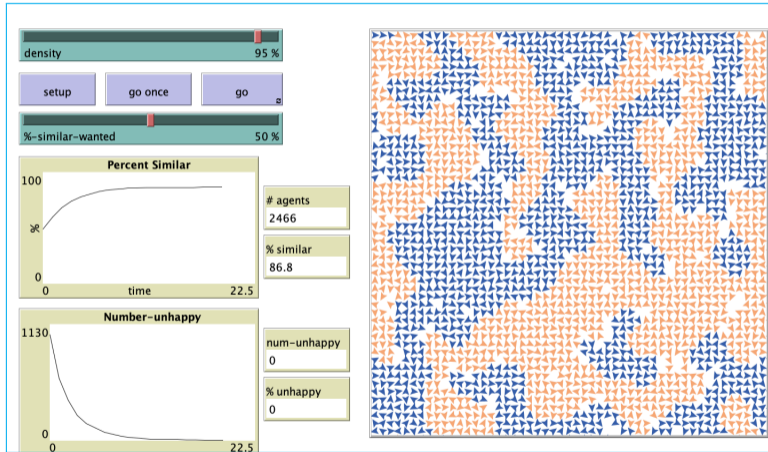 density 95 %
setup go once go
%-similar-wanted 50 %
Percent Similar
100
%
0
0 time 22.5
# agents
2466
% similar
86.8
Number-unhappy
1130
0
0 22.5
num-unhappy
0
% unhappy
0